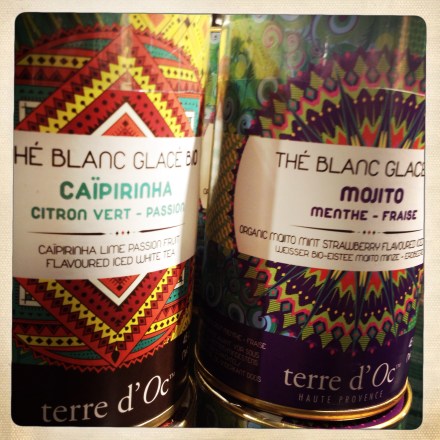 THÉ BLANC GLACÉ BIO
CAÏPIRINHA
CITRON VERT - PASSION
CAÏPIRINHA LIME PASSION FRUIT
FLAVOURED ICED WHITE TEA
terre d'Oc
THÉ BLANC GLACÉ
MOJITO
MENTHE - FRAISE
ORGANIC MOJITO MINT STRAWBERRY FLAVOURED ICED
WEISSER BIO-EISTEE MOJITO MINZE
terre d'Oc
HAUTE PROVENCE